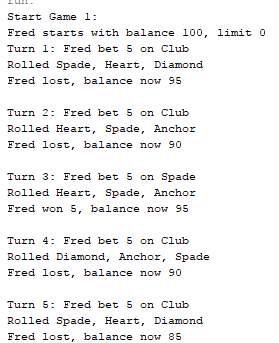 run:
Start Game 1:
Fred starts with balance 100, limit 0
Turn 1: Fred bet 5 on Club
Rolled Spade, Heart, Diamond
Fred lost, balance now 95
Turn 2: Fred bet 5 on Club
Rolled Heart, Spade, Anchor
Fred lost, balance now 90
Turn 3: Fred bet 5 on Spade
Rolled Heart, Spade, Anchor
Fred won 5, balance now 95
Turn 4: Fred bet 5 on Club
Rolled Diamond, Anchor, Spade
Fred lost, balance now 90
Turn 5: Fred bet 5 on Club
Rolled Spade, Heart, Diamond
Fred lost, balance now 85